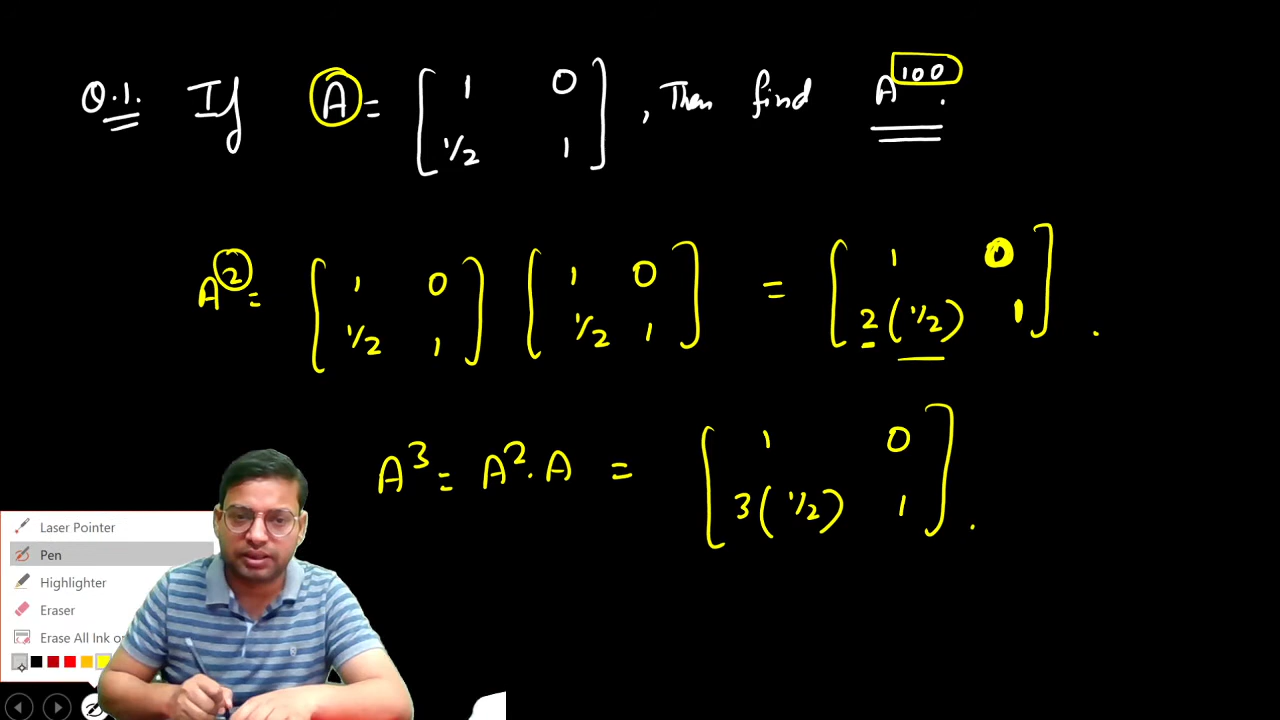 Q.1. If A = [ 1 0 ; 1/2 1 ], Then find A^100.
A^2 = [ 1 0 ; 1/2 1 ] [ 1 0 ; 1/2 1 ] = [ 1 0 ; 2(1/2) 1 ].
A^3 = A^2.A = [ 1 0 ; 3(1/2) 1 ].
Laser Pointer
Pen
Highlighter
Eraser
Erase All Ink o